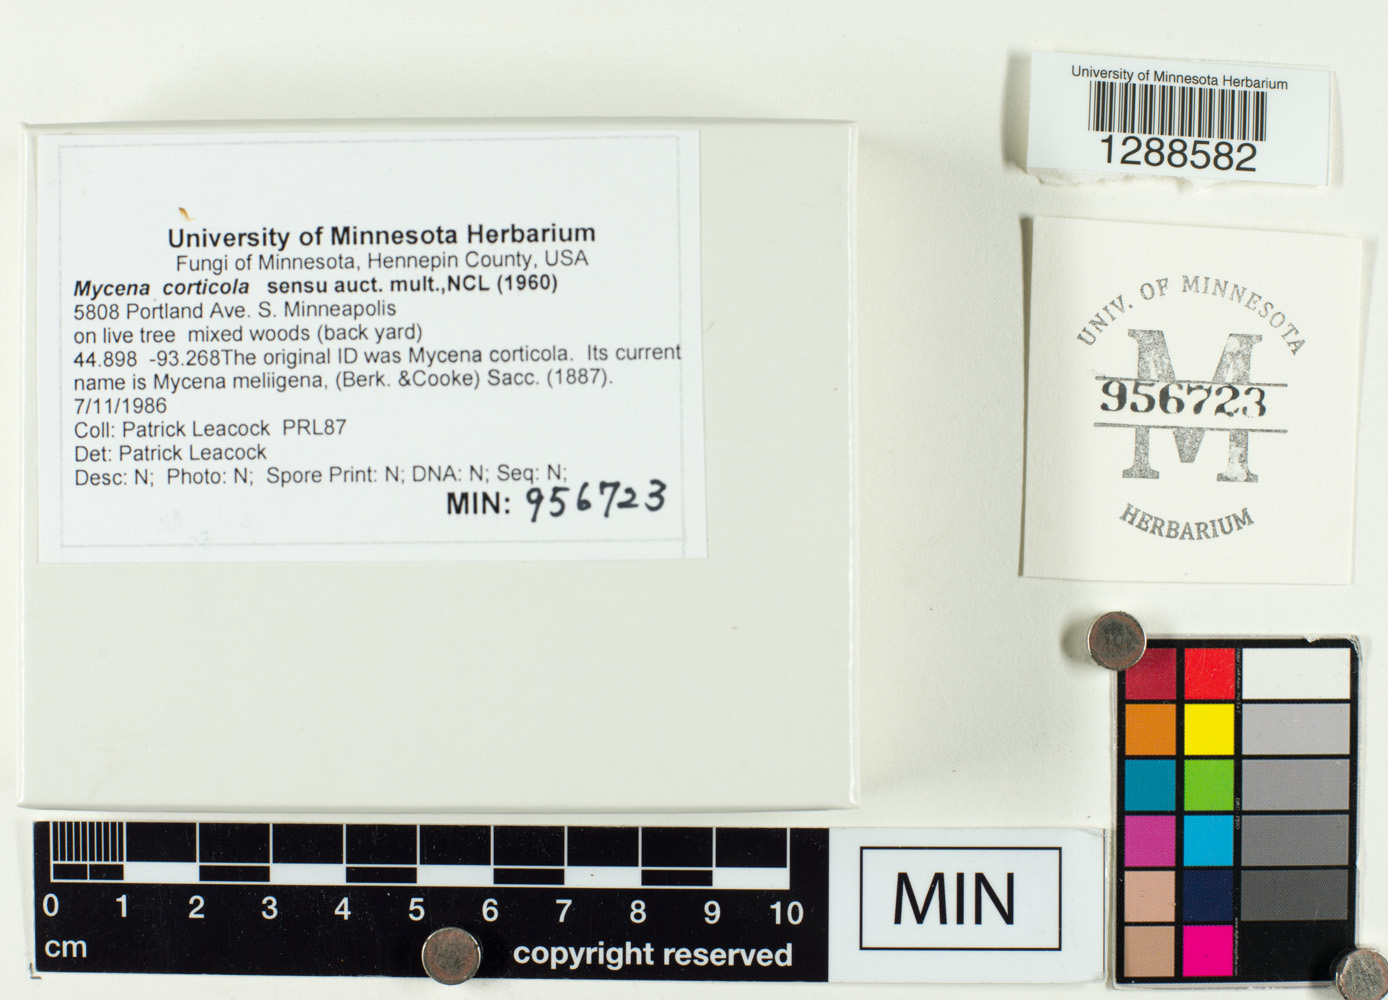 University of Minnesota Herbarium
1288582
University of Minnesota Herbarium
Fungi of Minnesota, Hennepin County, USA
Mycena corticola sensu auct. mult.,NCL (1960)
5808 Portland Ave. S. Minneapolis
on live tree mixed woods (back yard)
44.898 -93.268The original ID was Mycena corticola. Its current
name is Mycena meliigena, (Berk. &Cooke) Sacc. (1887).
7/11/1986
Coll: Patrick Leacock PRL87
Det: Patrick Leacock
Desc: N; Photo: N; Spore Print: N; DNA: N; Seq: N;
MIN: 956723
UNIV. OF MINNESOTA
M
956723
HERBARIUM
0 1 2 3 4 5 6 7 8 9 10
cm
copyright reserved
MIN